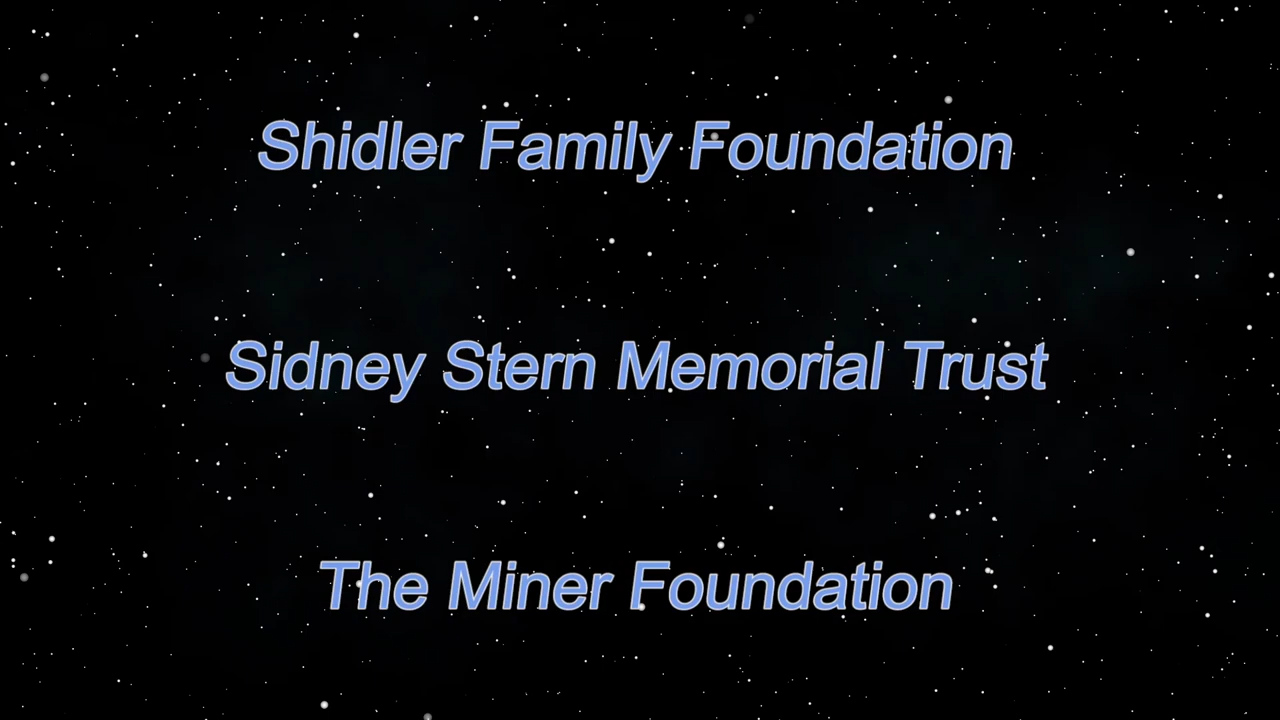 Shidler Family Foundation
Sidney Stern Memorial Trust
The Miner Foundation